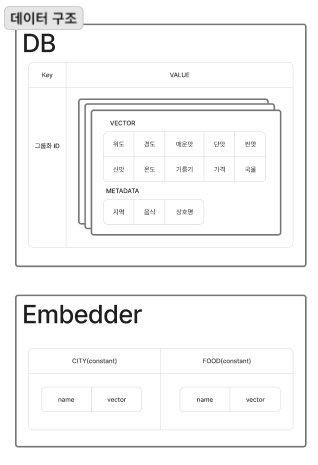 데이터 구조
DB
Key VALUE
그룹화 ID
VECTOR
위도 경도 매운맛 단맛 짠맛
신맛 온도 기름기 가격 국물
METADATA
지역 음식 상호명
Embedder
CITY(constant) FOOD(constant)
name vector name vector